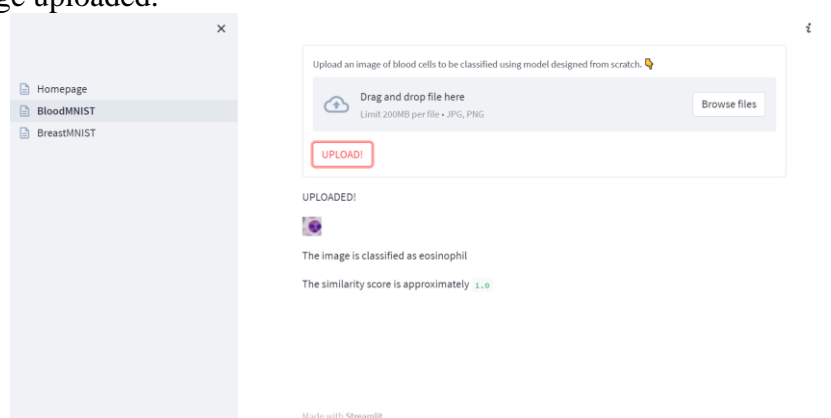 ge uploaded.
×
i
Homepage
BloodMNIST
BreastMNIST
Upload an image of blood cells to be classified using model designed from scratch. 👇
Drag and drop file here
Limit 200MB per file • JPG, PNG
Browse files
UPLOAD!
UPLOADED!
The image is classified as eosinophil
The similarity score is approximately 1.0
Made with Streamlit